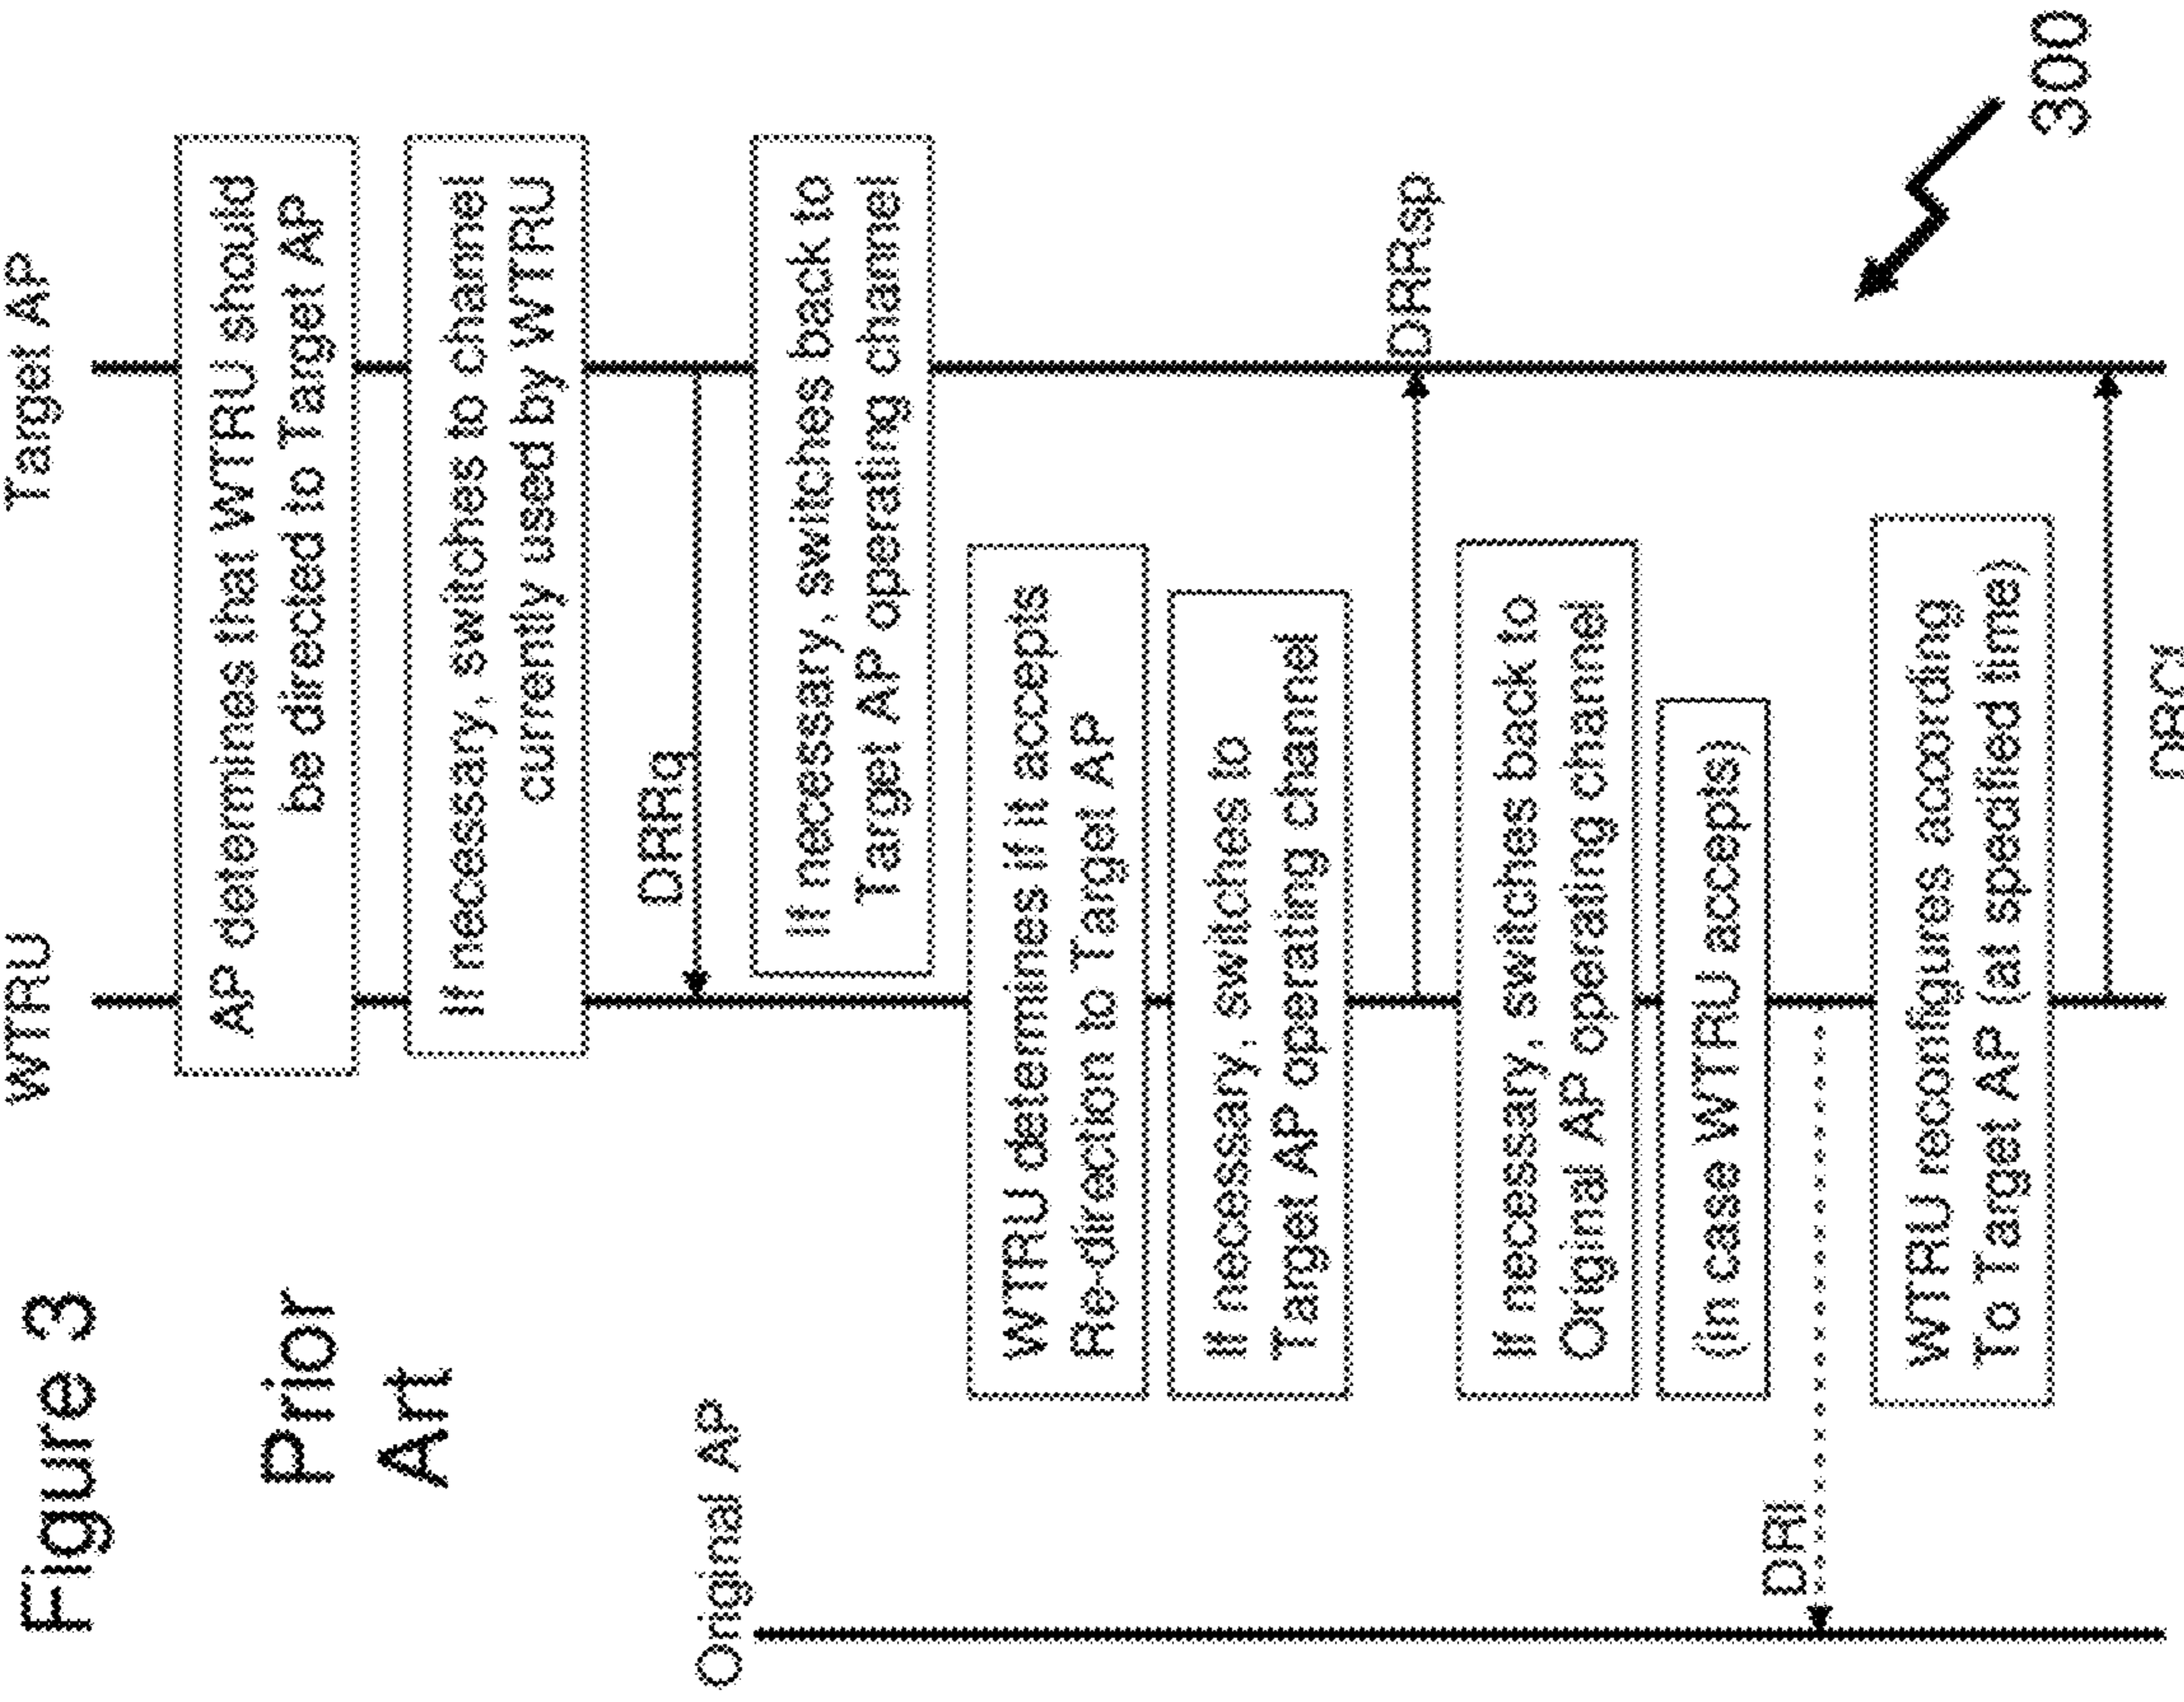 Figure 3
Prior
Art
WTRU
Target AP
AP determines that WTRU should
be directed to Target AP
If necessary, switches to channel
currently used by WTRU
DRRq
Original AP
If necessary, switches back to
Target AP operating channel
WTRU determines if it accepts
Re-direction to Target AP
If necessary, switches to
Target AP operating channel
DRRsp
If necessary, switches back to
Original AP operating channel
(in case WTRU accepts)
DRI
WTRU reconfigures according
To Target AP (at spedified time)
DRCI
300